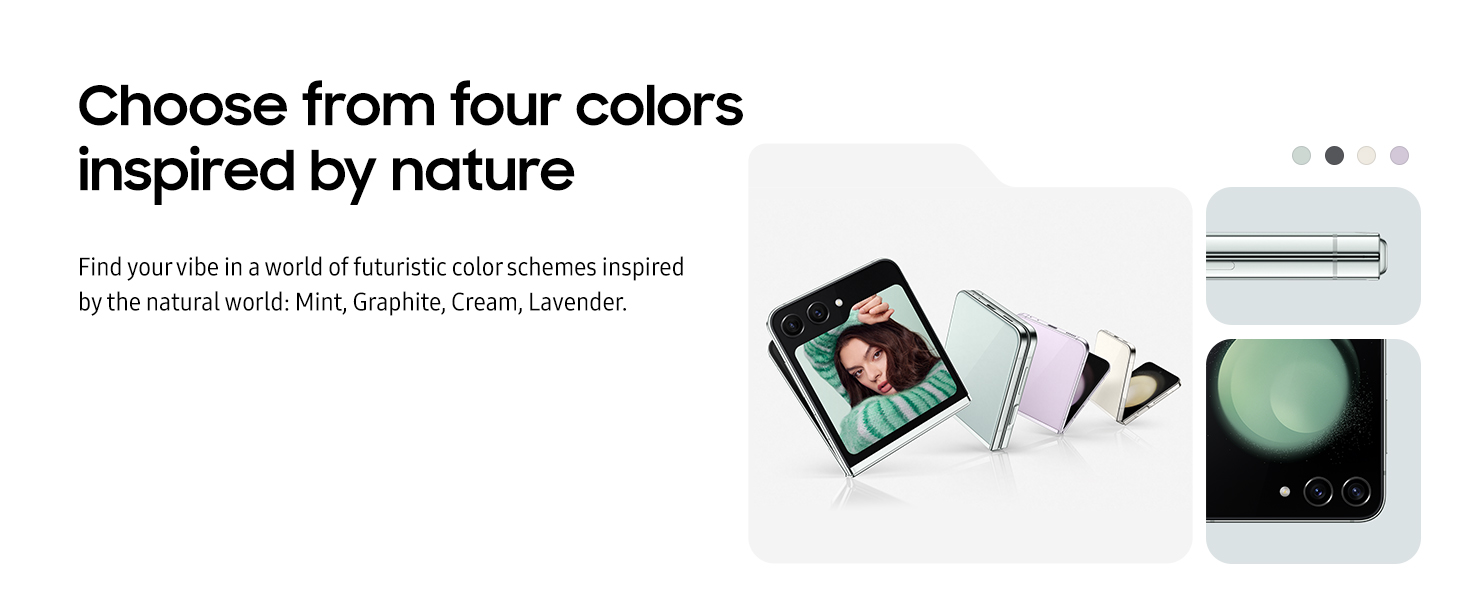 Choose from four colors
inspired by nature
Find your vibe in a world of futuristic color schemes inspired
by the natural world: Mint, Graphite, Cream, Lavender.